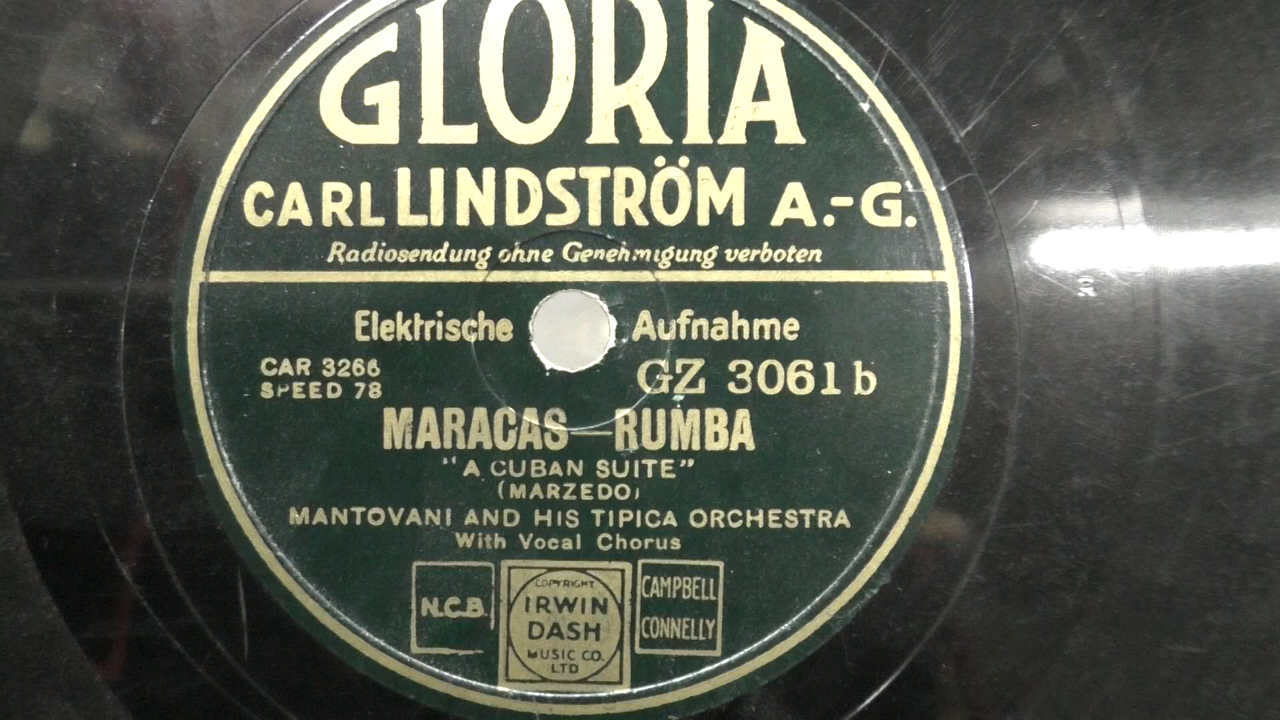 GLORIA
CARL LINDSTRÖM A.-G.
Radiosendung ohne Genehmigung verboten
Elektrische Aufnahme
CAR 3266
SPEED 78
GZ 3061 b
MARACAS—RUMBA
"A CUBAN SUITE"
(MARZEDO)
MANTOVANI AND HIS TIPICA ORCHESTRA
With Vocal Chorus
N.C.B.
COPYRIGHT
IRWIN
DASH
MUSIC CO.
LTD
CAMPBELL
CONNELLY